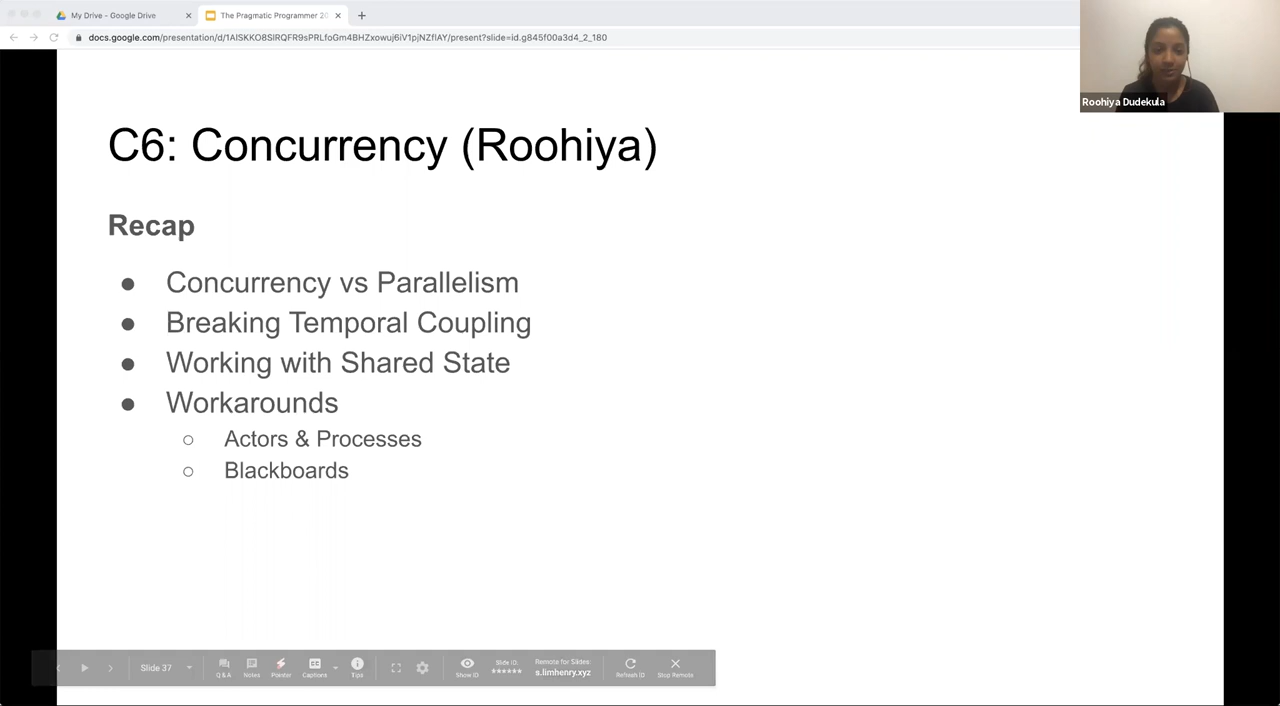 My Drive - Google Drive
The Pragmatic Programmer 20
docs.google.com/presentation/d/1AlSKKO8SlRQFR9sPRLfoGm4BHZxowuj6iV1pjNZflAY/present?slide=id.g845f00a3d4_2_180
Roohiya Dudekula
C6: Concurrency (Roohiya)
Recap
● Concurrency vs Parallelism
● Breaking Temporal Coupling
● Working with Shared State
● Workarounds
○ Actors & Processes
○ Blackboards
Slide 37
Q&A
Notes
Pointer
Captions
Tips
Show ID
Slide ID:
******
Remote for Slides:
s.limhenry.xyz
Refresh ID
Stop Remote